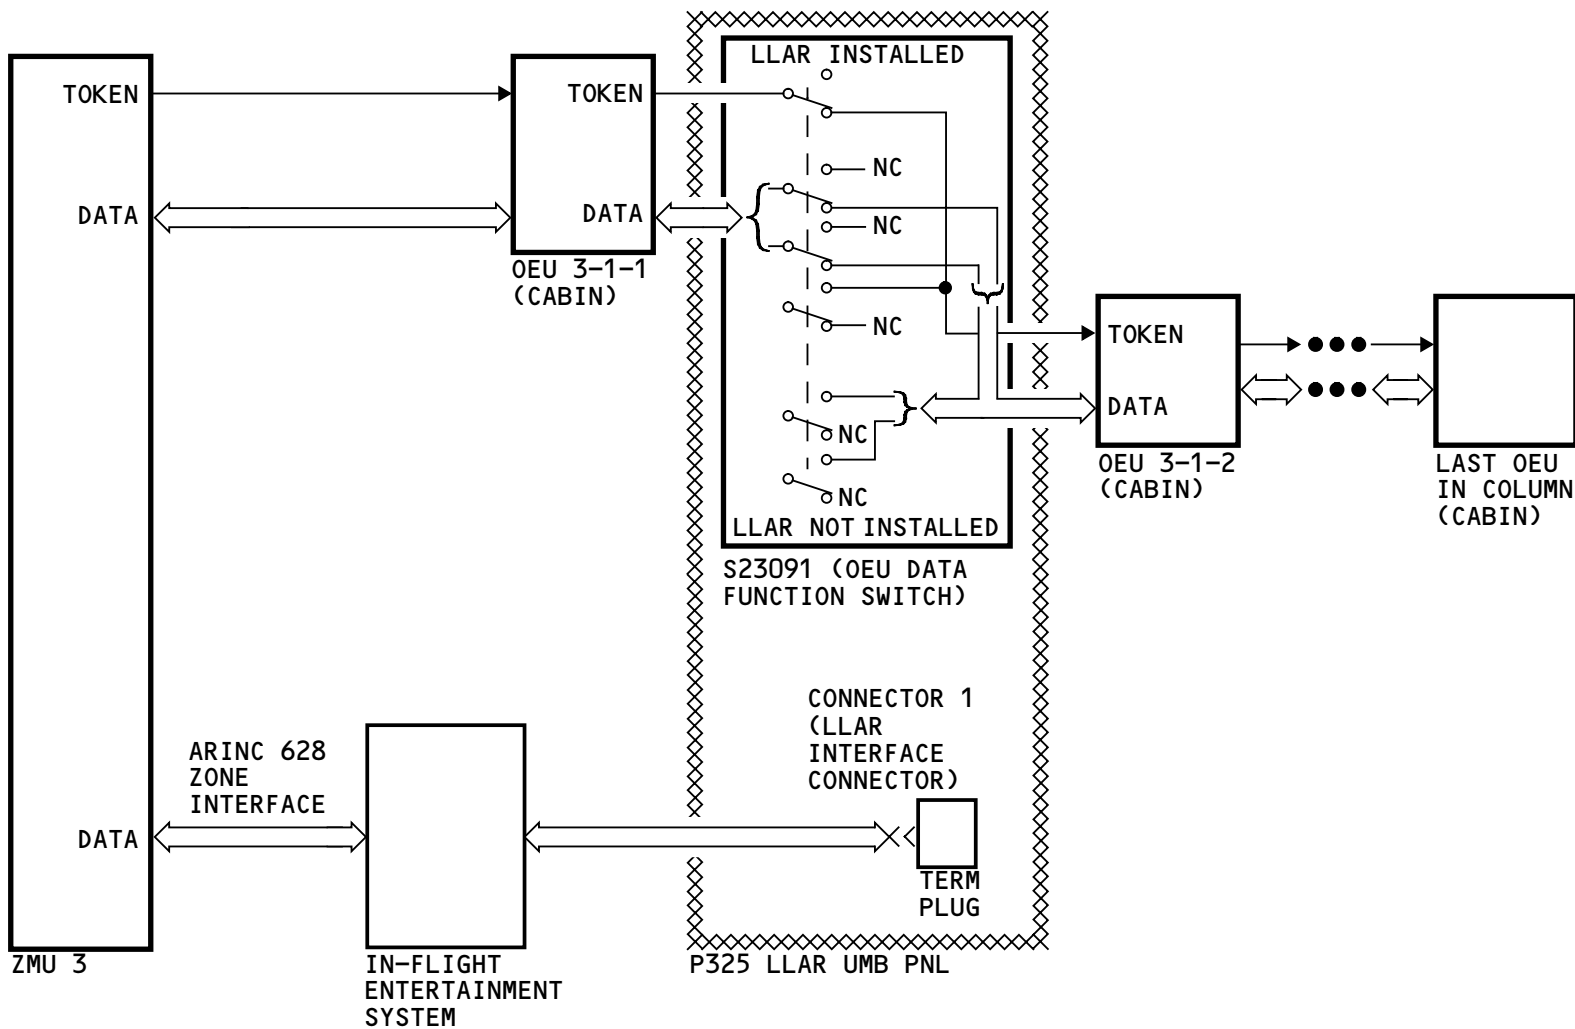 LLAR INSTALLED
TOKEN
TOKEN
NC
DATA
DATA
NC
OEU 3-1-1
(CABIN)
NC
TOKEN
DATA
NC
OEU 3-1-2
(CABIN)
LAST OEU
IN COLUMN
(CABIN)
NC
LLAR NOT INSTALLED
S23091 (OEU DATA
FUNCTION SWITCH)
CONNECTOR 1
(LLAR
INTERFACE
CONNECTOR)
ARINC 628
ZONE
INTERFACE
DATA
TERM
PLUG
ZMU 3
IN-FLIGHT
ENTERTAINMENT
SYSTEM
P325 LLAR UMB PNL